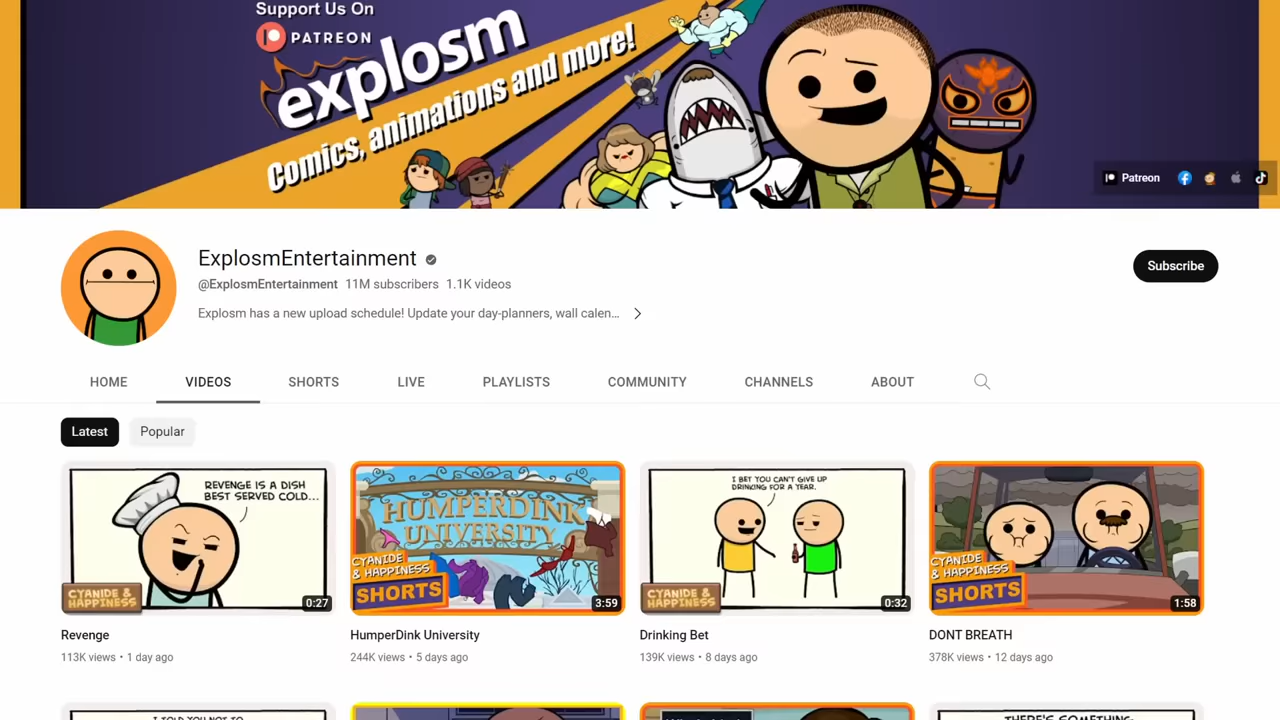 Support Us On
PATREON
explosm
Comics, animations and more!
Patreon
ExplosmEntertainment
@ExplosmEntertainment 11M subscribers 1.1K videos
Explosm has a new upload schedule! Update your day-planners, wall calen...
Subscribe
HOME VIDEOS SHORTS LIVE PLAYLISTS COMMUNITY CHANNELS ABOUT
Latest Popular
REVENGE IS A DISH
BEST SERVED COLD...
CYANIDE &
HAPPINESS
0:27
HUMPERDINK
UNIVERSITY
CYANIDE
& HAPPINESS
SHORTS
3:59
I BET YOU CAN'T GIVE UP
DRINKING FOR A YEAR.
CYANIDE &
HAPPINESS
0:32
CYANIDE
& HAPPINESS
SHORTS
1:58
Revenge
113K views • 1 day ago
HumperDink University
244K views • 5 days ago
Drinking Bet
139K views • 8 days ago
DONT BREATH
378K views • 12 days ago
I TOLD YOU NOT TO
THERE'S SOMETHING